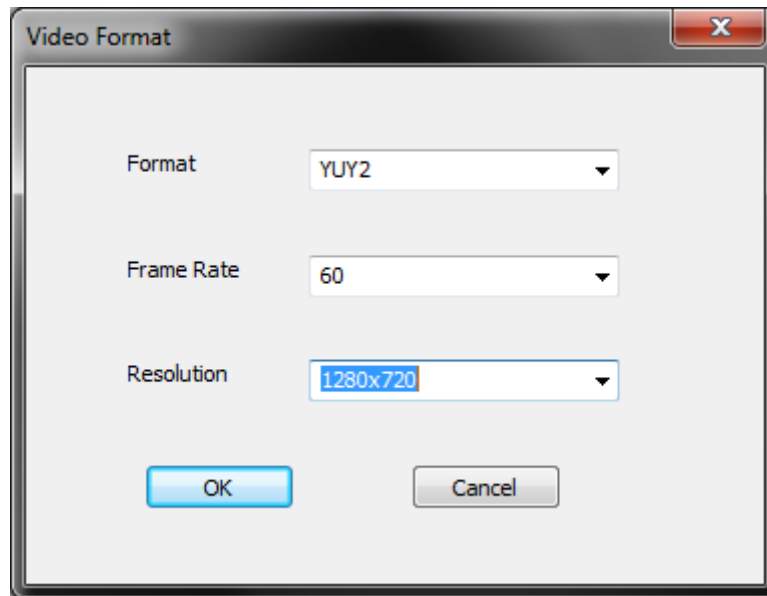 Video Format
Format
YUY2
Frame Rate
60
Resolution
1280x720
OK
Cancel